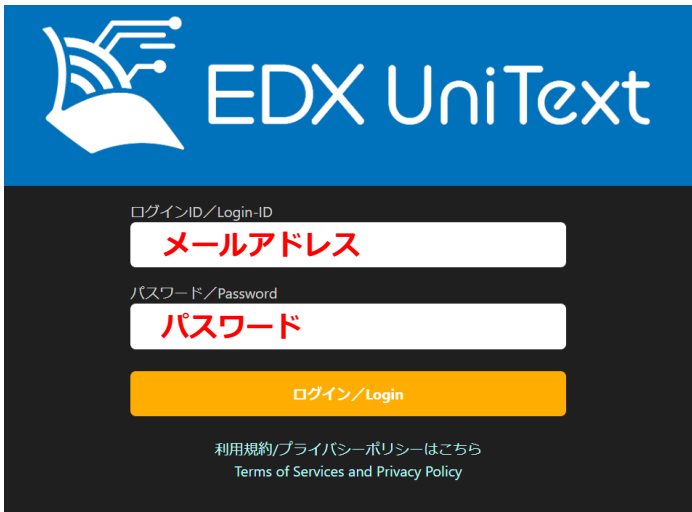 EDX UniText
ログインID／Login-ID
メールアドレス
パスワード／Password
パスワード
ログイン／Login
利用規約/プライバシーポリシーはこちら
Terms of Services and Privacy Policy